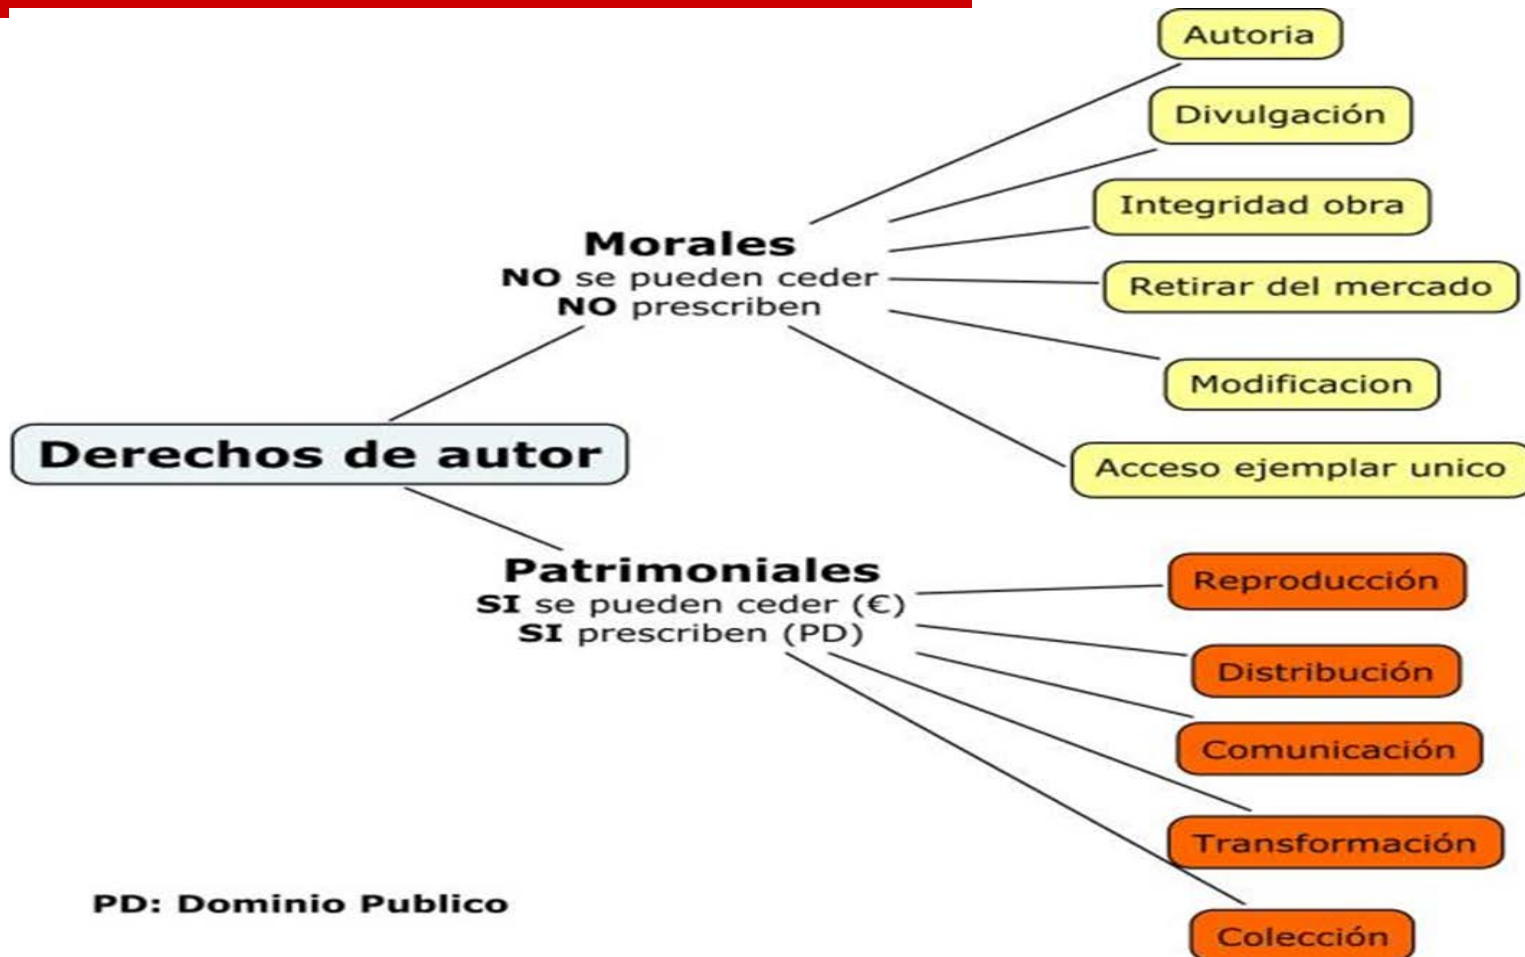 Autoria
Divulgación
Integridad obra
Morales
NO se pueden ceder
NO prescriben
Retirar del mercado
Modificacion
Derechos de autor
Acceso ejemplar unico
Patrimoniales
SI se pueden ceder (€)
SI prescriben (PD)
Reproducción
Distribución
Comunicación
Transformación
PD: Dominio Publico
Colección